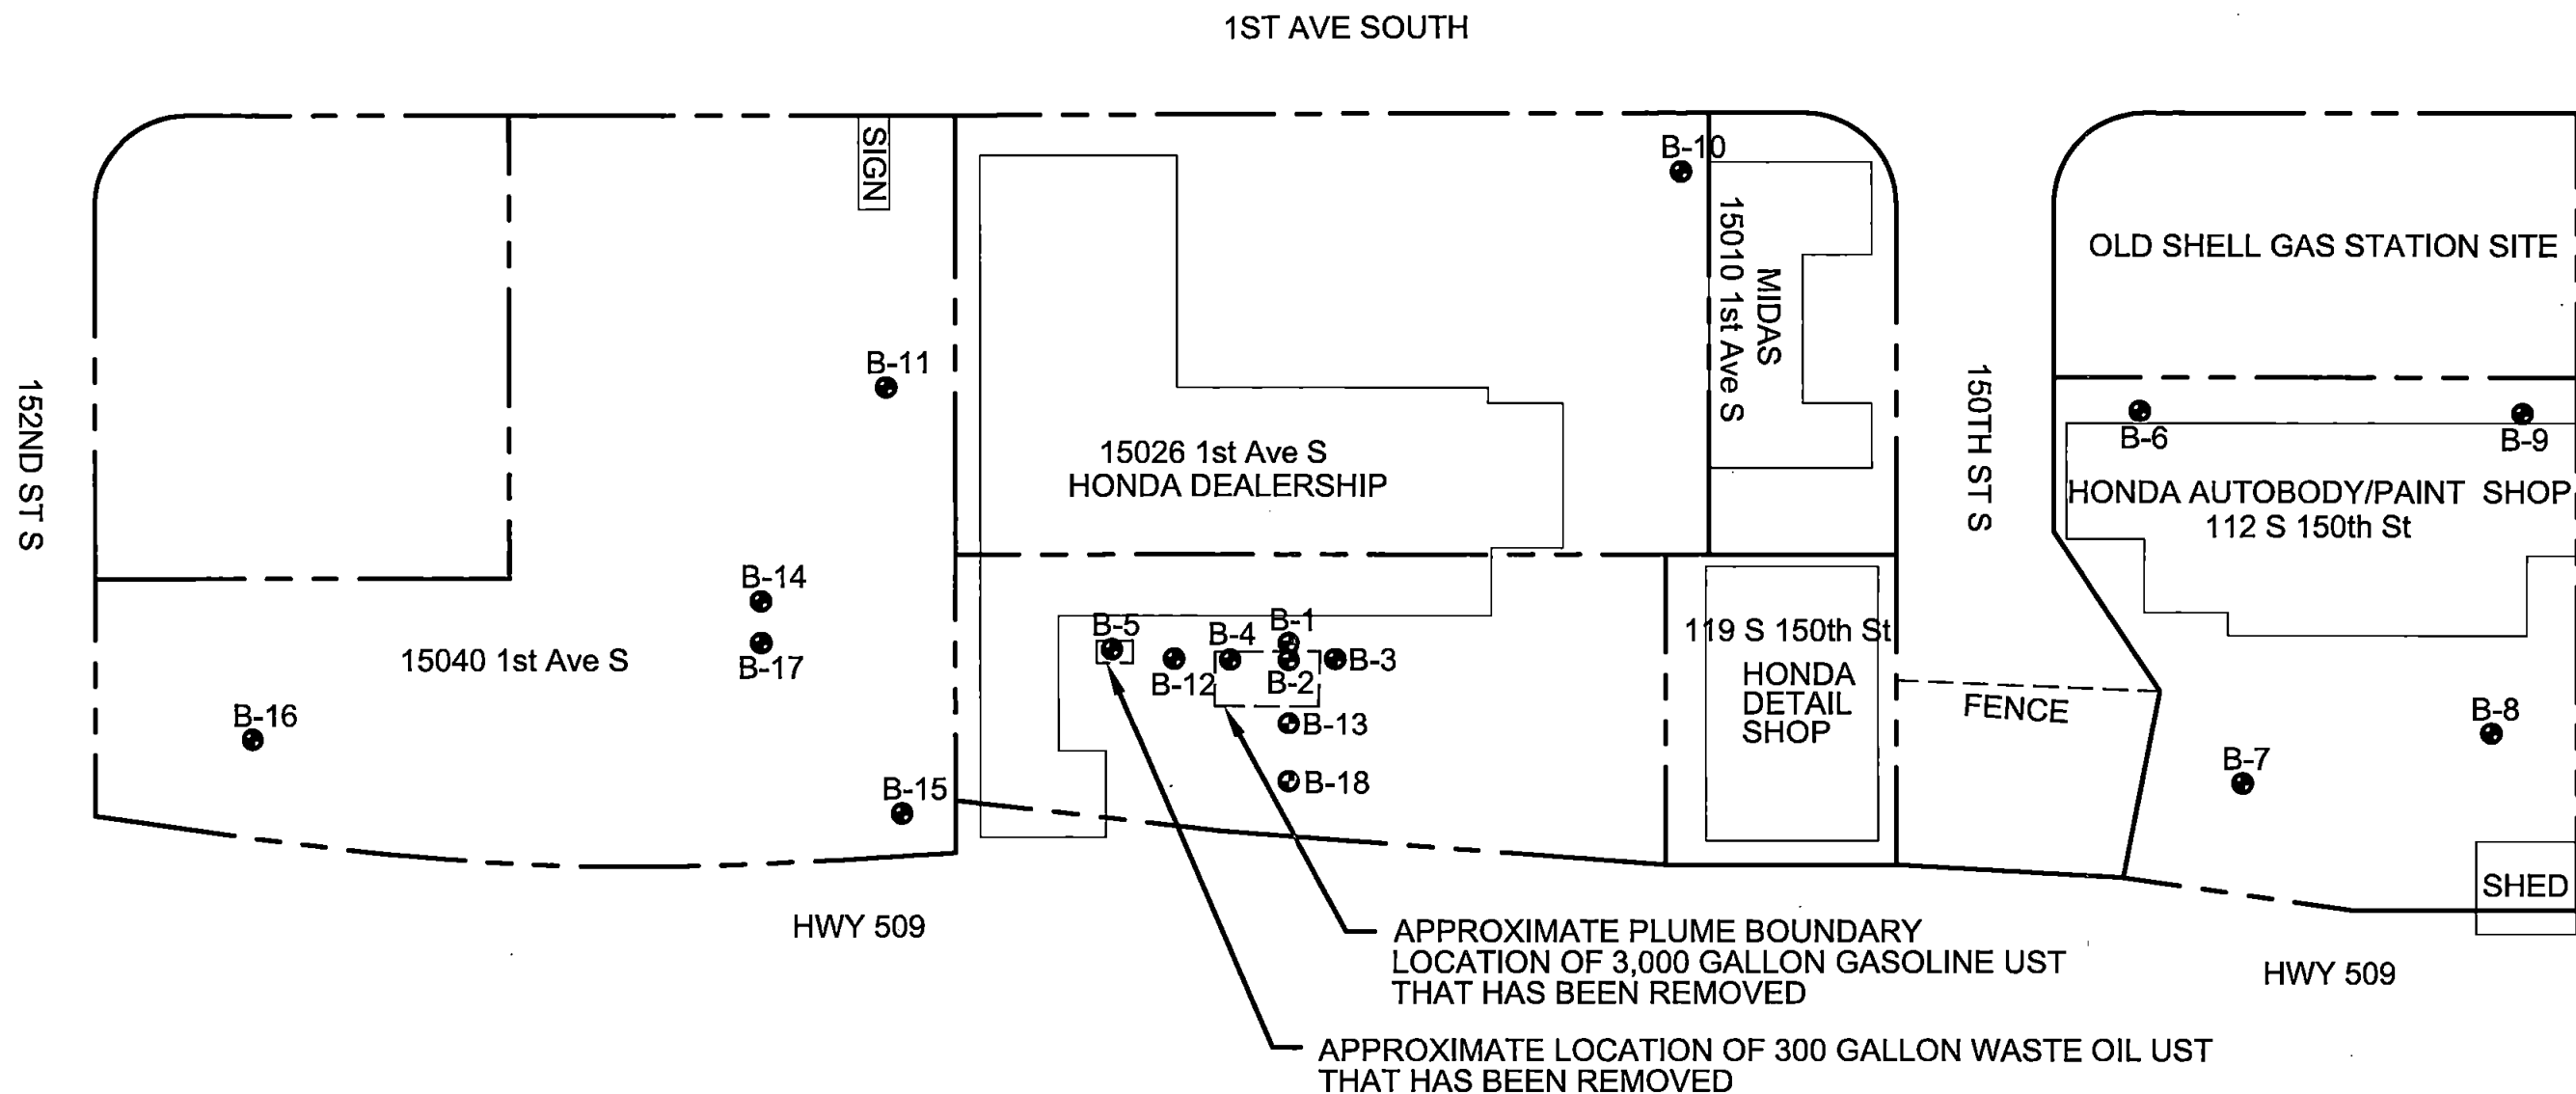 1ST AVE SOUTH
SIGN
B-10
15010 1st Ave S
MIDAS
OLD SHELL GAS STATION SITE
B-11
152ND ST S
150TH ST S
B-6
B-9
15026 1st Ave S
HONDA DEALERSHIP
HONDA AUTOBODY/PAINT SHOP
112 S 150th St
B-14
B-17
15040 1st Ave S
B-16
B-15
B-5
B-12
B-4
B-1
B-2
B-3
B-13
B-18
119 S 150th St
HONDA
DETAIL
SHOP
FENCE
B-7
B-8
SHED
HWY 509
HWY 509
APPROXIMATE PLUME BOUNDARY
LOCATION OF 3,000 GALLON GASOLINE UST
THAT HAS BEEN REMOVED
APPROXIMATE LOCATION OF 300 GALLON WASTE OIL UST
THAT HAS BEEN REMOVED